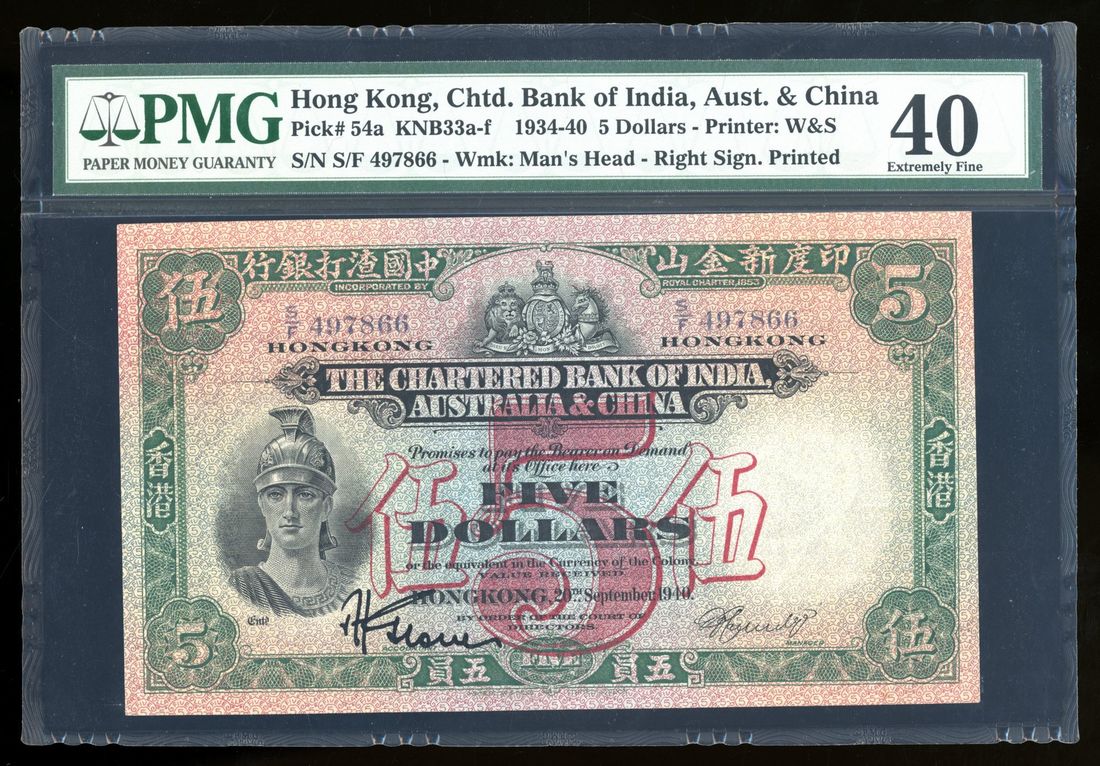 PMG
PAPER MONEY GUARANTY
Hong Kong, Chtd. Bank of India, Aust. & China
Pick# 54a KNB33a-f 1934-40 5 Dollars - Printer: W&S
S/N S/F 497866 - Wmk: Man's Head - Right Sign. Printed
40
Extremely Fine
伍
行銀打渣國中
山金新度印
5
INCORPORATED BY
ROYAL CHARTER, 1853
S/F 497866
S/F 497866
HONGKONG
HONGKONG
THE CHARTERED BANK OF INDIA,
AUSTRALIA & CHINA
香港
香港
Promises to pay the Bearer on Demand
at its Office here
伍
5
伍
FIVE
DOLLARS
or the equivalent in the Currency of the Colony.
VALUE RECEIVED.
HONGKONG, 20TH September, 1940.
BY ORDER OF THE COURT OF
DIRECTORS.
Entd
MANAGER
5
員五
FIVE
員五
伍